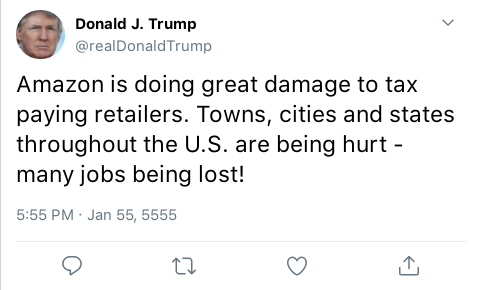 Donald J. Trump
@realDonaldTrump
Amazon is doing great damage to tax
paying retailers. Towns, cities and states
throughout the U.S. are being hurt -
many jobs being lost!
5:55 PM · Jan 55, 5555